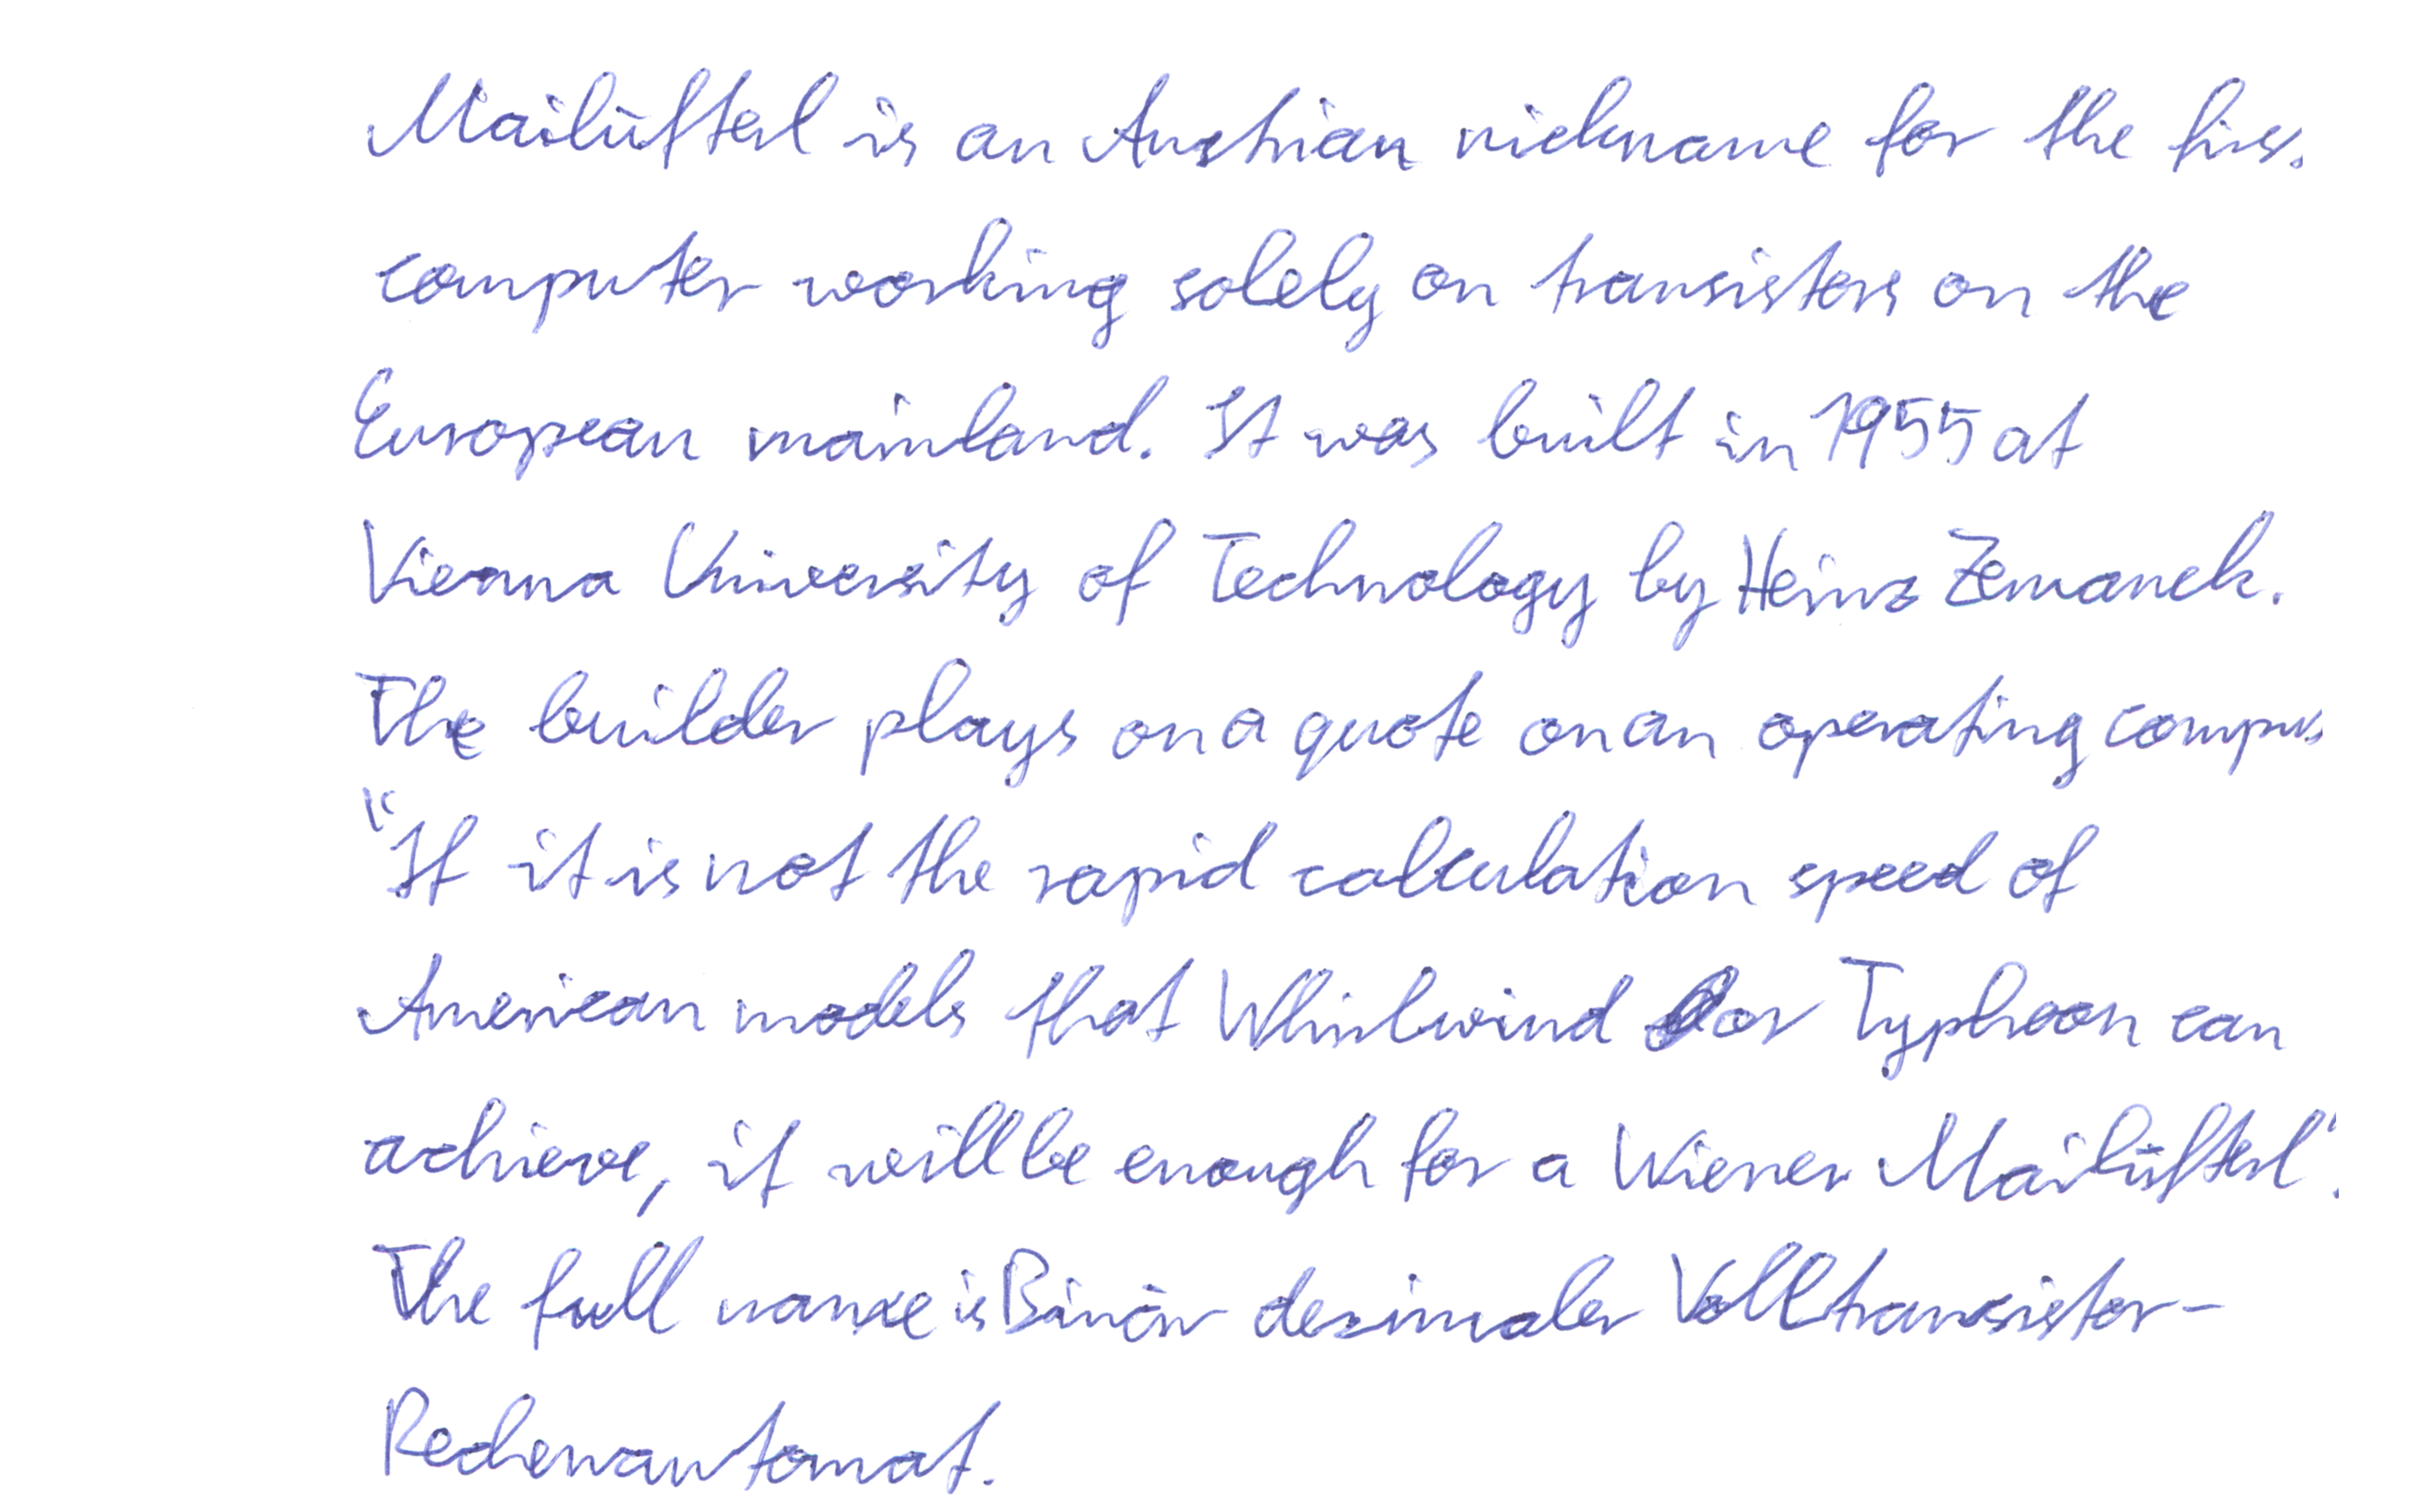 Mailüfterl is an Austrian nickname for the firs
computer working solely on transistors on the
European mainland. It was built in 1955 at
Vienna University of Technology by Heinz Zemanek.
The builder plays on a quote on an operating compu
"If it is not the rapid calculation speed of
American models that Whirlwind or Typhoon can
achieve, it will be enough for a Wiener Mailüfterl".
The full name is Binär dezimaler Volltransistor-
Rechenautomat.